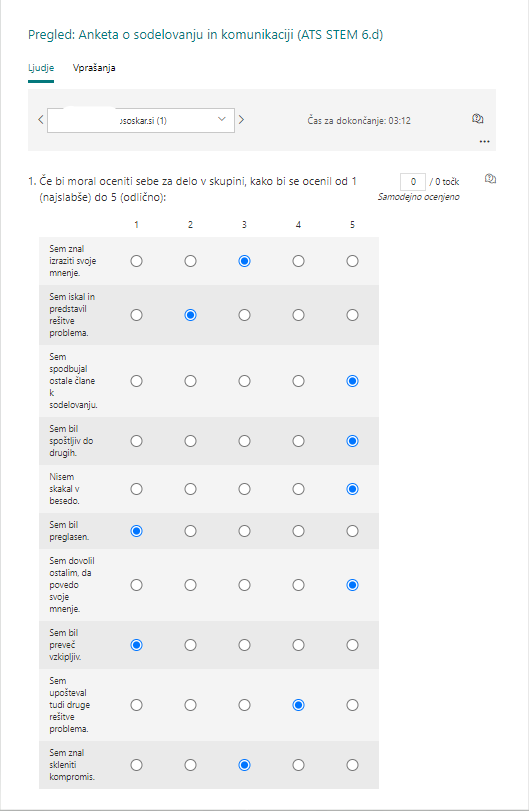 Pregled: Anketa o sodelovanju in komunikaciji (ATS STEM 6.d)
Ljudje Vprašanja
ososkar.si (1)
Čas za dokončanje: 03:12
1. Če bi moral oceniti sebe za delo v skupini, kako bi se ocenil od 1
(najslabše) do 5 (odlično):
0 / 0 točk
Samodejno ocenjeno
1 2 3 4 5
Sem znal
izraziti svoje
mnenje.
Sem iskal in
predstavil
rešitve
problema.
Sem
spodbujal
ostale člane
k
sodelovanju.
Sem bil
spoštljiv do
drugih.
Nisem
skakal v
besedo.
Sem bil
preglasen.
Sem dovolil
ostalim, da
povedo
svoje
mnenje.
Sem bil
preveč
vzkipljiv.
Sem
upošteval
tudi druge
rešitve
problema.
Sem znal
skleniti
kompromis.